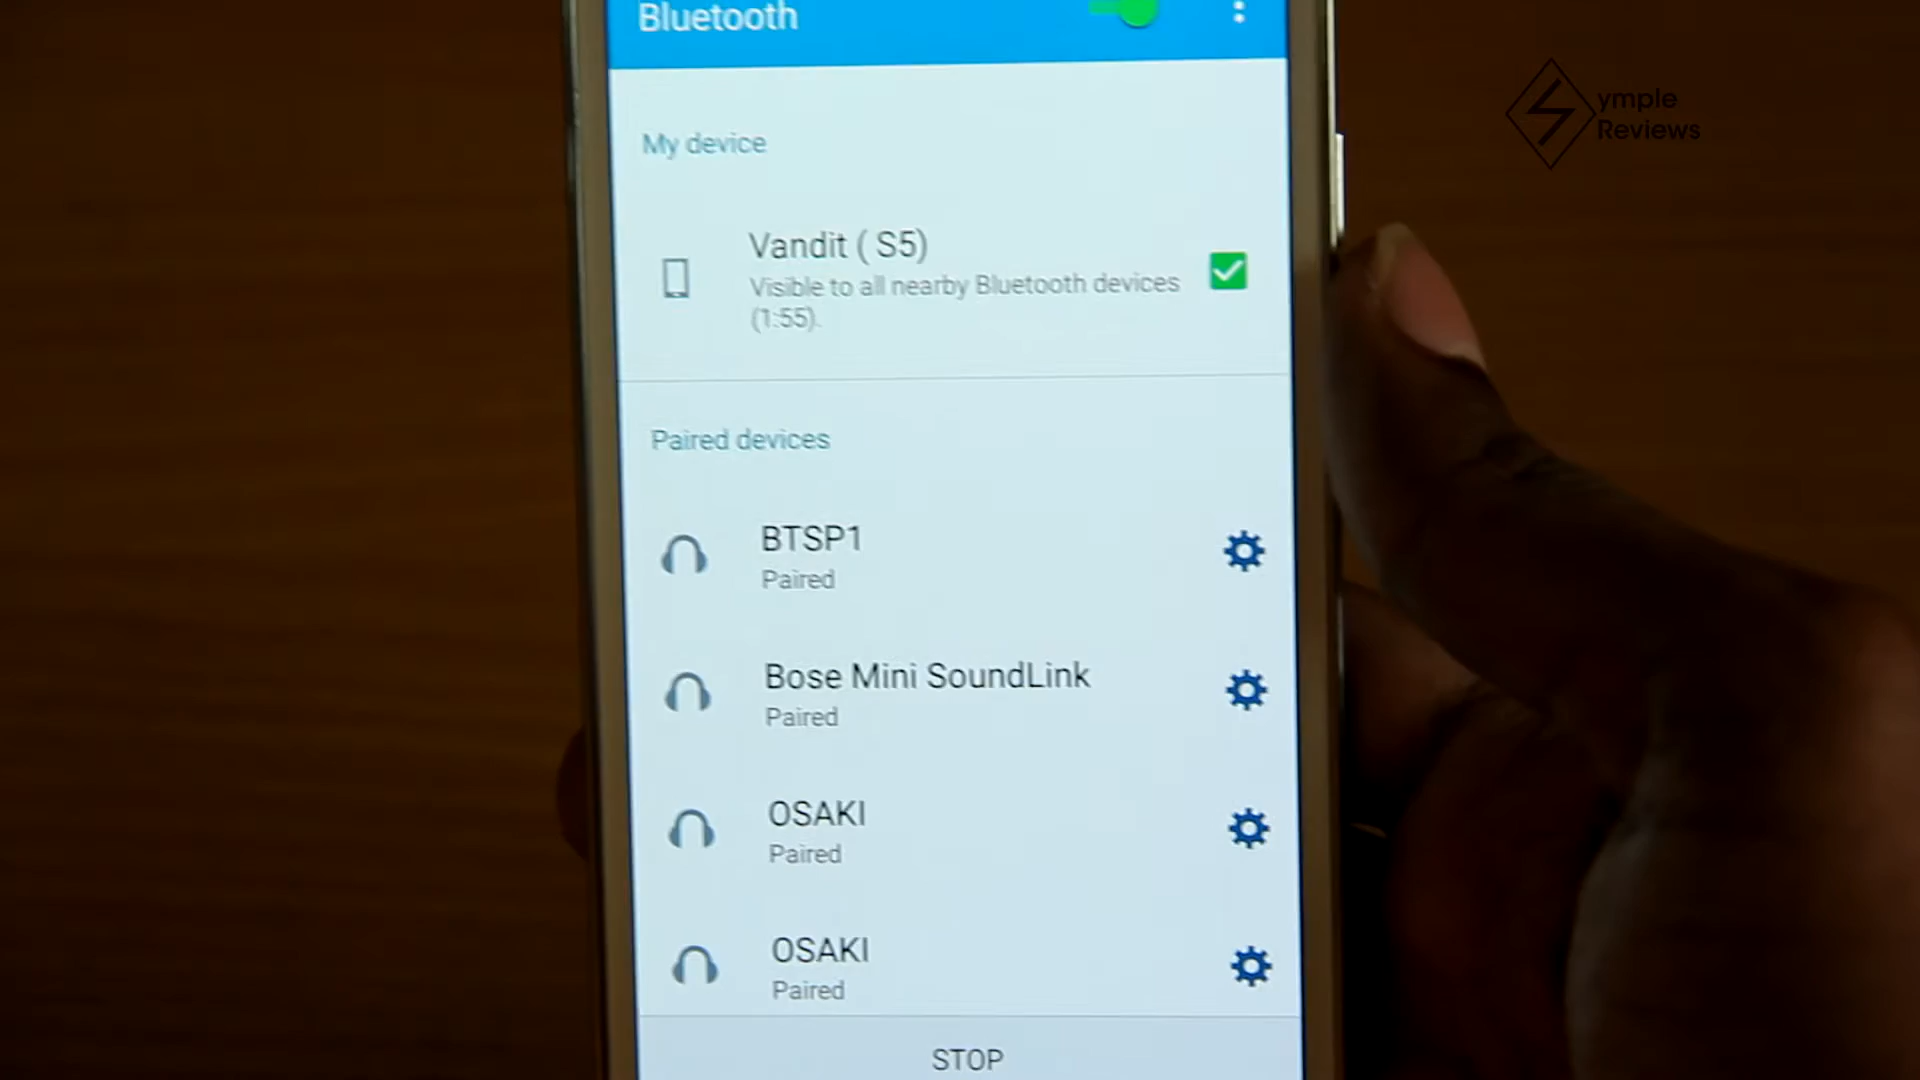 Bluetooth
ymple
Reviews
My device
Vandit ( S5)
Visible to all nearby Bluetooth devices
(1:55).
Paired devices
BTSP1
Paired
Bose Mini SoundLink
Paired
OSAKI
Paired
OSAKI
Paired
STOP